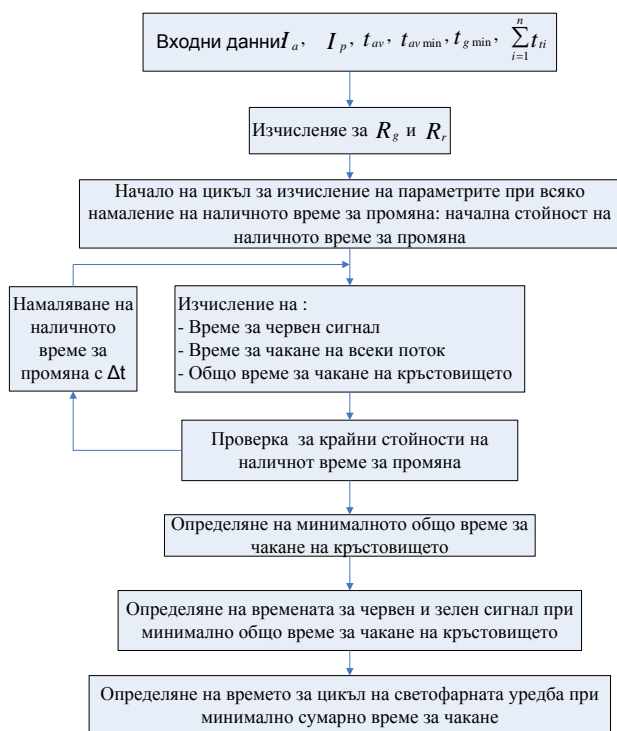 Входни данни I_a, I_p, t_av, t_av min, t_g min, \sum_{i=1}^{n} t_ti
Изчисленяе за R_g и R_r
Начало на цикъл за изчисление на параметрите при всяко
намаление на наличното време за промяна: начална стойност на
наличното време за промяна
Намаляване на
наличното
време за
промяна с Δt
Изчисление на :
- Време за червен сигнал
- Време за чакане на всеки поток
- Общо време за чакане на кръстовището
Проверка за крайни стойности на
наличнот време за промяна
Определяне на минималното общо време за
чакане на кръстовището
Определяне на времената за червен и зелен сигнал при
минимално общо време за чакане на кръстовището
Определяне на времето за цикъл на светофарната уредба при
минимално сумарно време за чакане